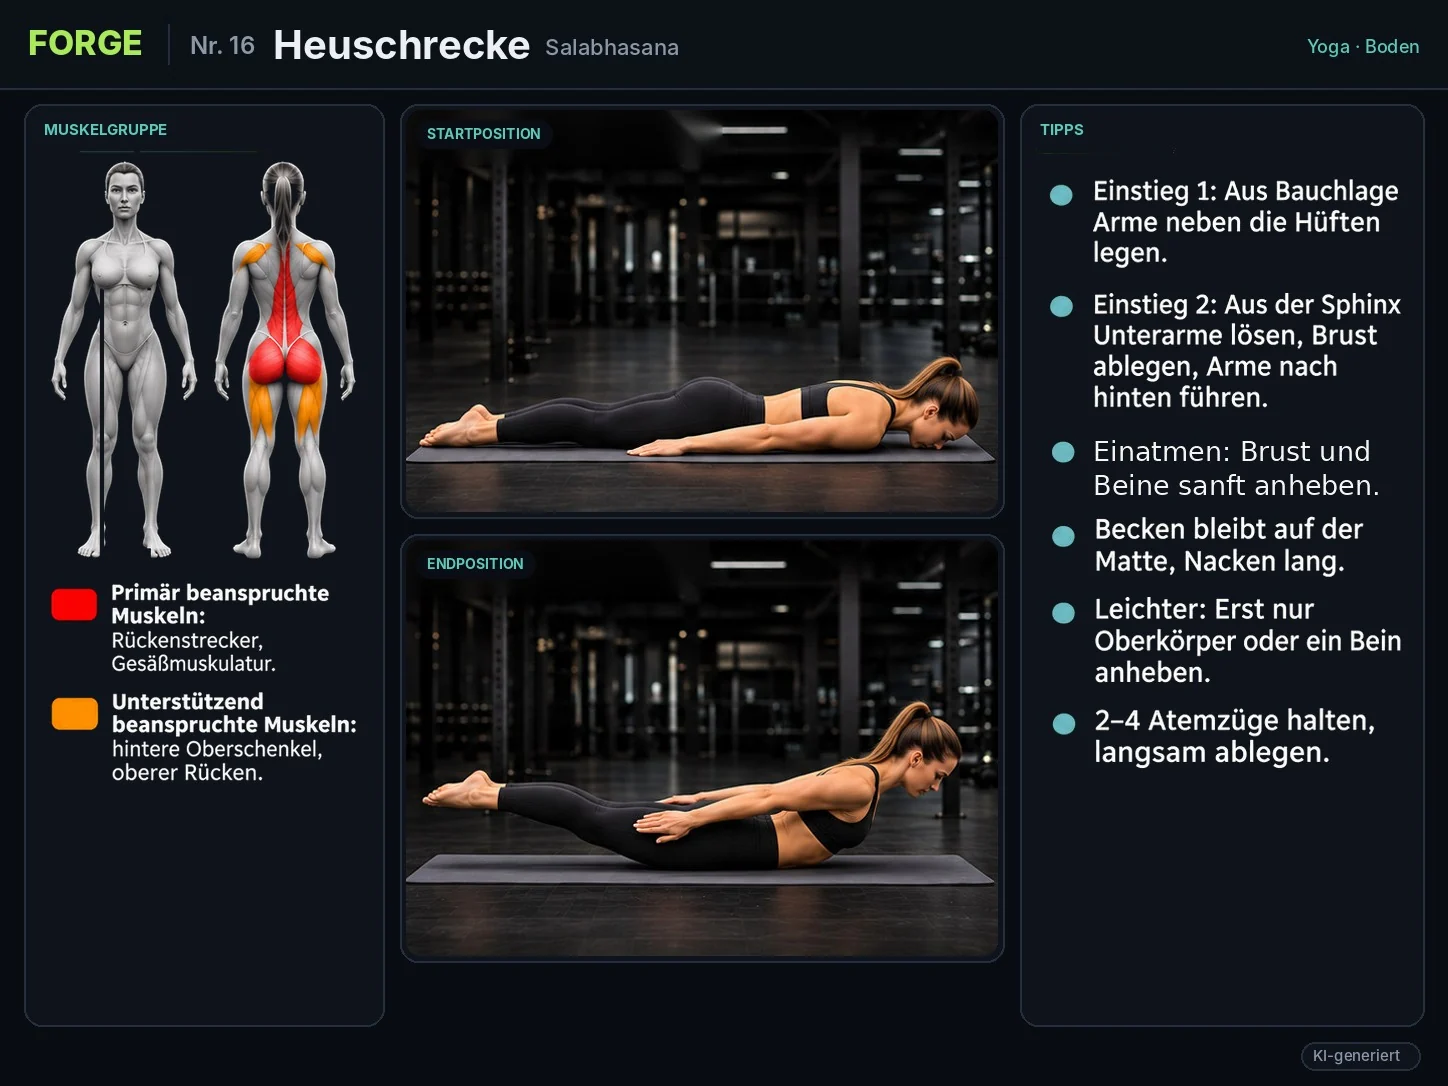 FORGE
Nr. 16 Heuschrecke Salabhasana
Yoga · Boden
MUSKELGRUPPE
Primär beanspruchte
Muskeln:
Rückenstrecker,
Gesäßmuskulatur.
Unterstützend
beanspruchte Muskeln:
hintere Oberschenkel,
oberer Rücken.
STARTPOSITION
ENDPOSITION
TIPPS
Einstieg 1: Aus Bauchlage
Arme neben die Hüften
legen.
Einstieg 2: Aus der Sphinx
Unterarme lösen, Brust
ablegen, Arme nach
hinten führen.
Einatmen: Brust und
Beine sanft anheben.
Becken bleibt auf der
Matte, Nacken lang.
Leichter: Erst nur
Oberkörper oder ein Bein
anheben.
2–4 Atemzüge halten,
langsam ablegen.
KI-generiert